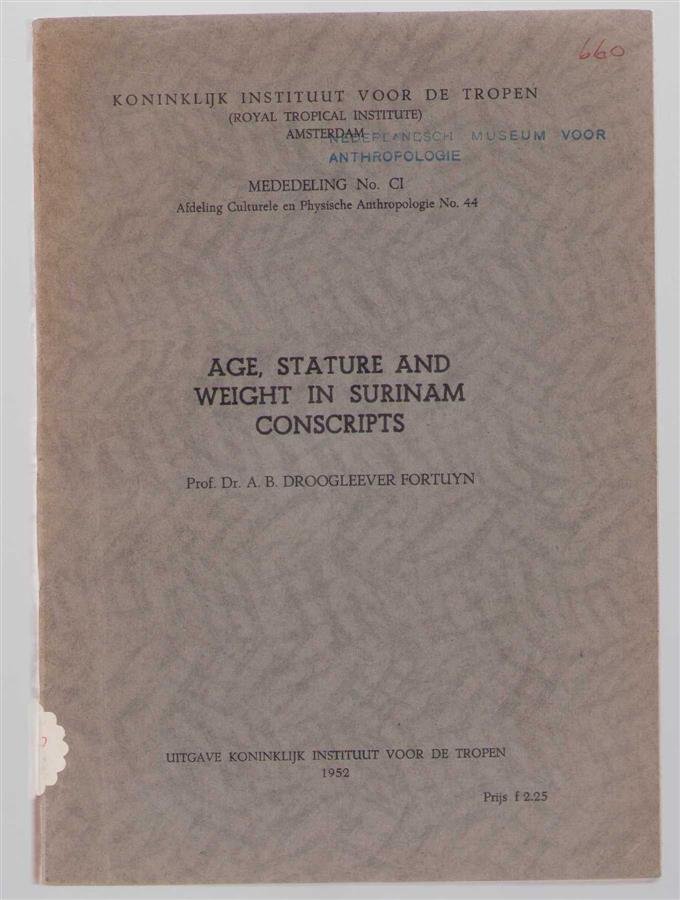 660
KONINKLIJK INSTITUUT VOOR DE TROPEN
(ROYAL TROPICAL INSTITUTE)
AMSTERDAM
NEDERLANDSCH MUSEUM VOOR
ANTHROPOLOGIE
MEDEDELING No. CI
Afdeling Culturele en Physische Anthropologie No. 44
AGE, STATURE AND
WEIGHT IN SURINAM
CONSCRIPTS
Prof. Dr. A. B. DROOGLEEVER FORTUYN
UITGAVE KONINKLIJK INSTITUUT VOOR DE TROPEN
1952
Prijs f 2.25